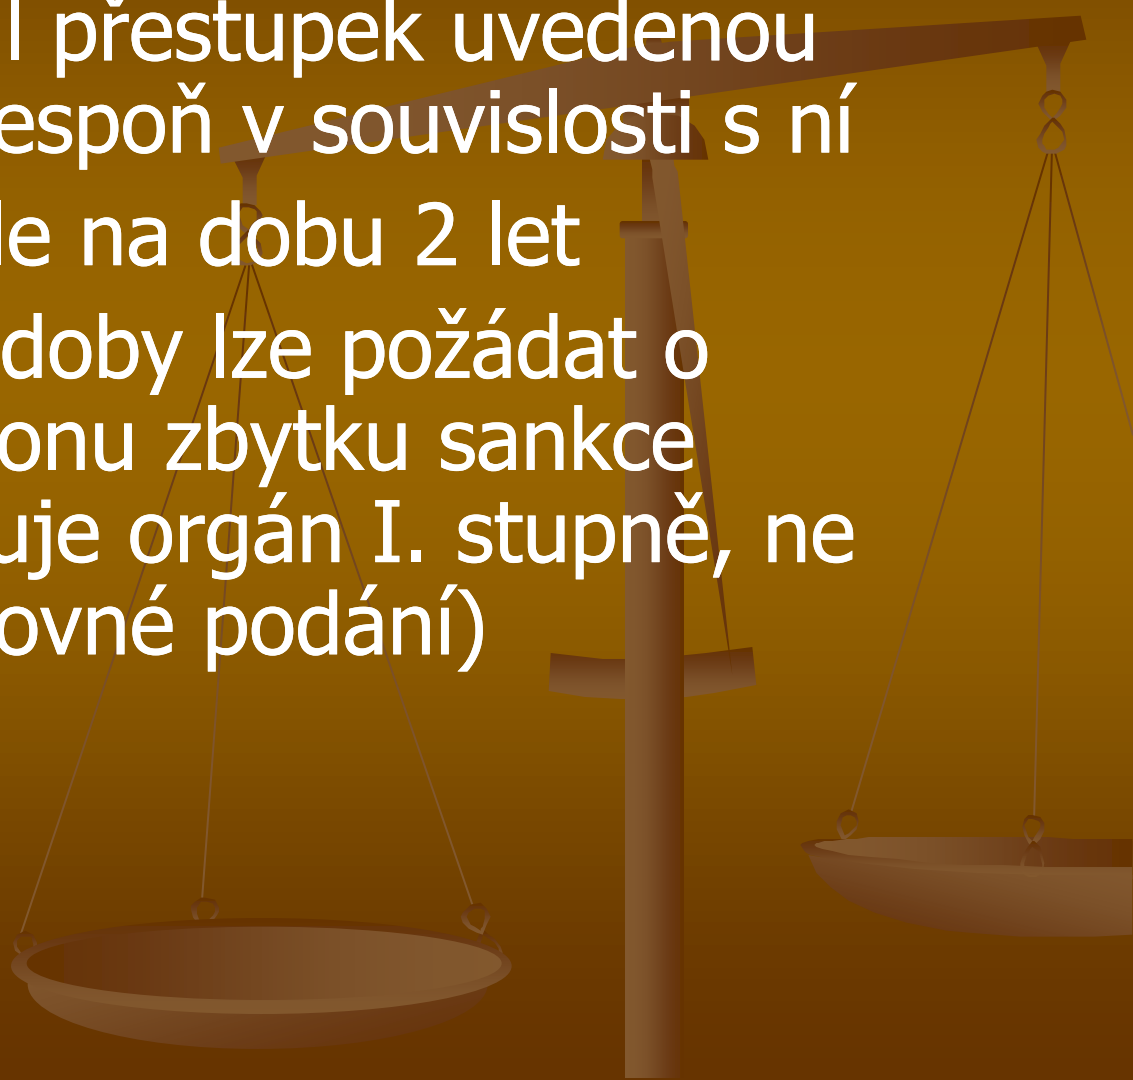 l přestupek uvedenou
espoň v souvislosti s ní
le na dobu 2 let
doby lze požádat o
onu zbytku sankce
uje orgán I. stupně, ne
ovné podání)